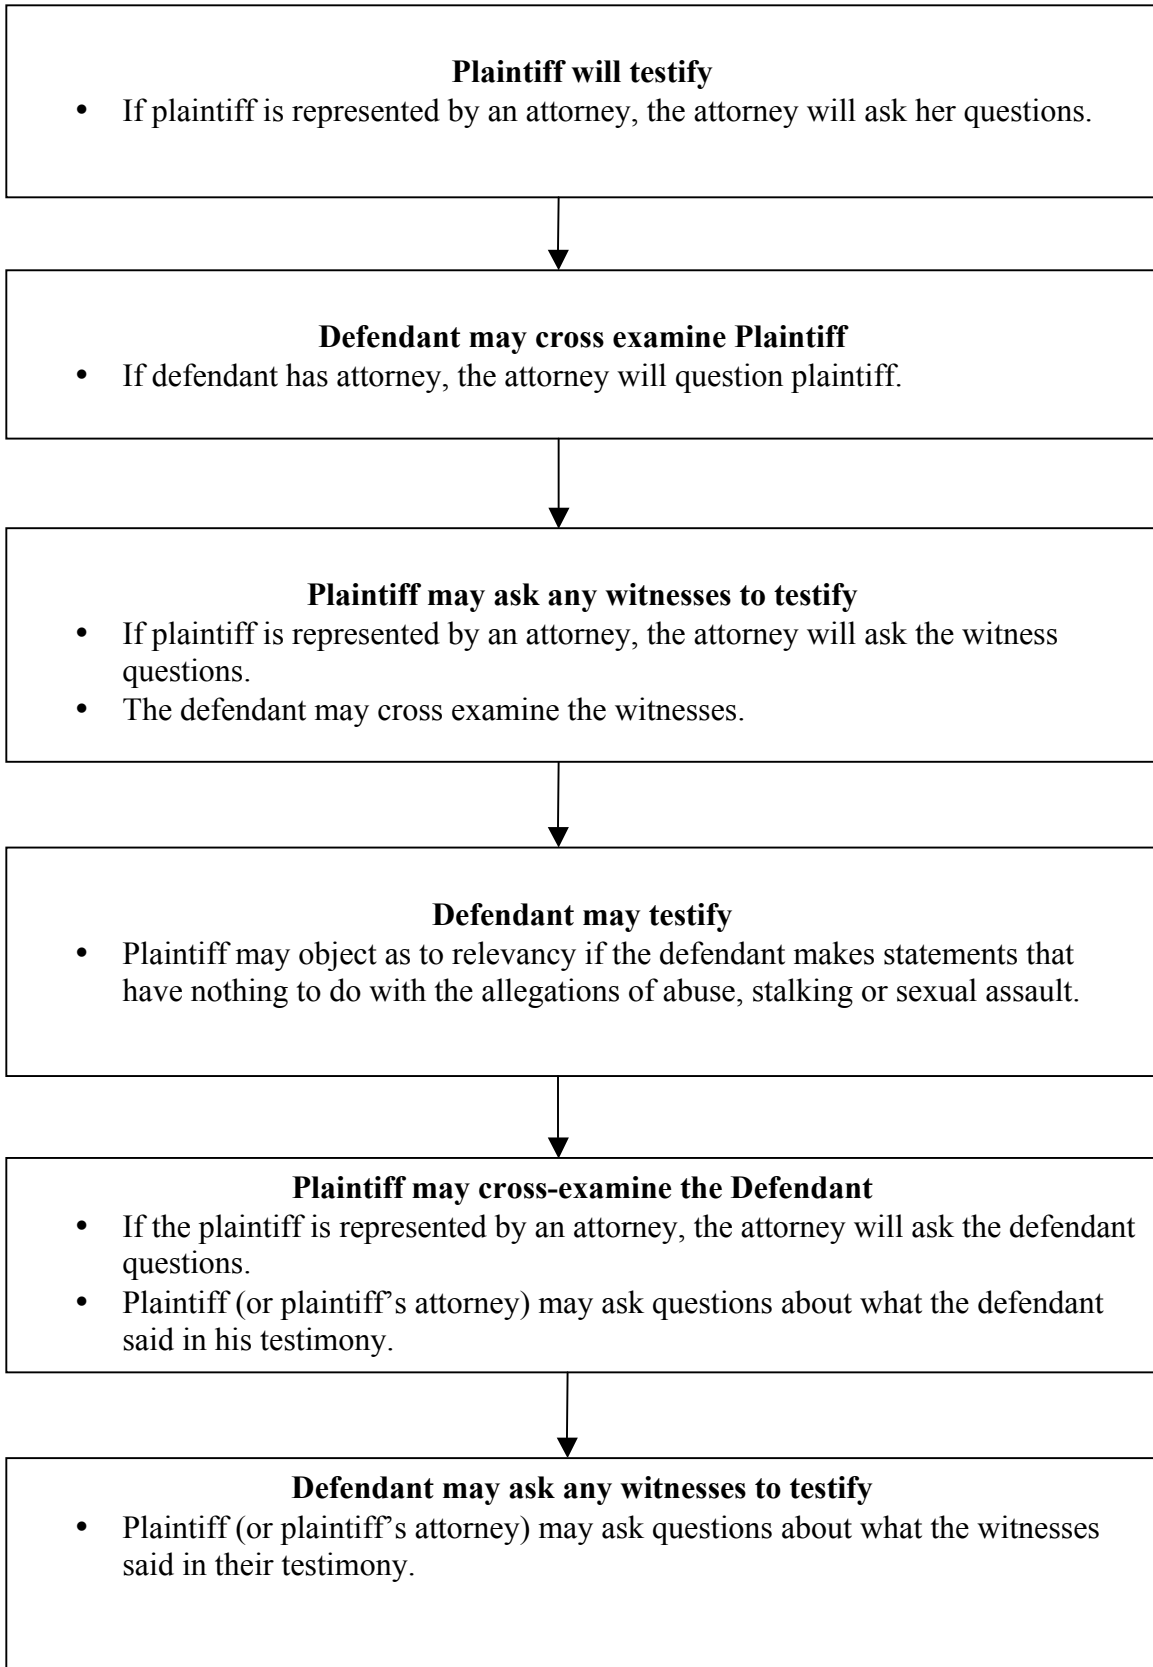 Plaintiff will testify
• If plaintiff is represented by an attorney, the attorney will ask her questions.
Defendant may cross examine Plaintiff
• If defendant has attorney, the attorney will question plaintiff.
Plaintiff may ask any witnesses to testify
• If plaintiff is represented by an attorney, the attorney will ask the witness
questions.
• The defendant may cross examine the witnesses.
Defendant may testify
• Plaintiff may object as to relevancy if the defendant makes statements that
have nothing to do with the allegations of abuse, stalking or sexual assault.
Plaintiff may cross-examine the Defendant
• If the plaintiff is represented by an attorney, the attorney will ask the defendant
questions.
• Plaintiff (or plaintiff’s attorney) may ask questions about what the defendant
said in his testimony.
Defendant may ask any witnesses to testify
• Plaintiff (or plaintiff’s attorney) may ask questions about what the witnesses
said in their testimony.